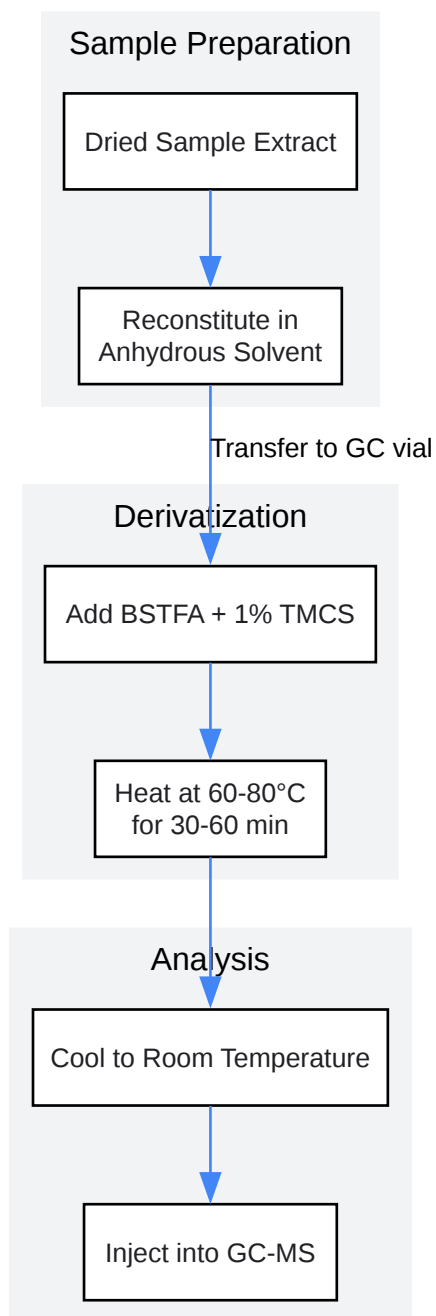 Sample Preparation
Dried Sample Extract
Reconstitute in
Anhydrous Solvent
Transfer to GC vial
Derivatization
Add BSTFA + 1% TMCS
Heat at 60-80°C
for 30-60 min
Analysis
Cool to Room Temperature
Inject into GC-MS